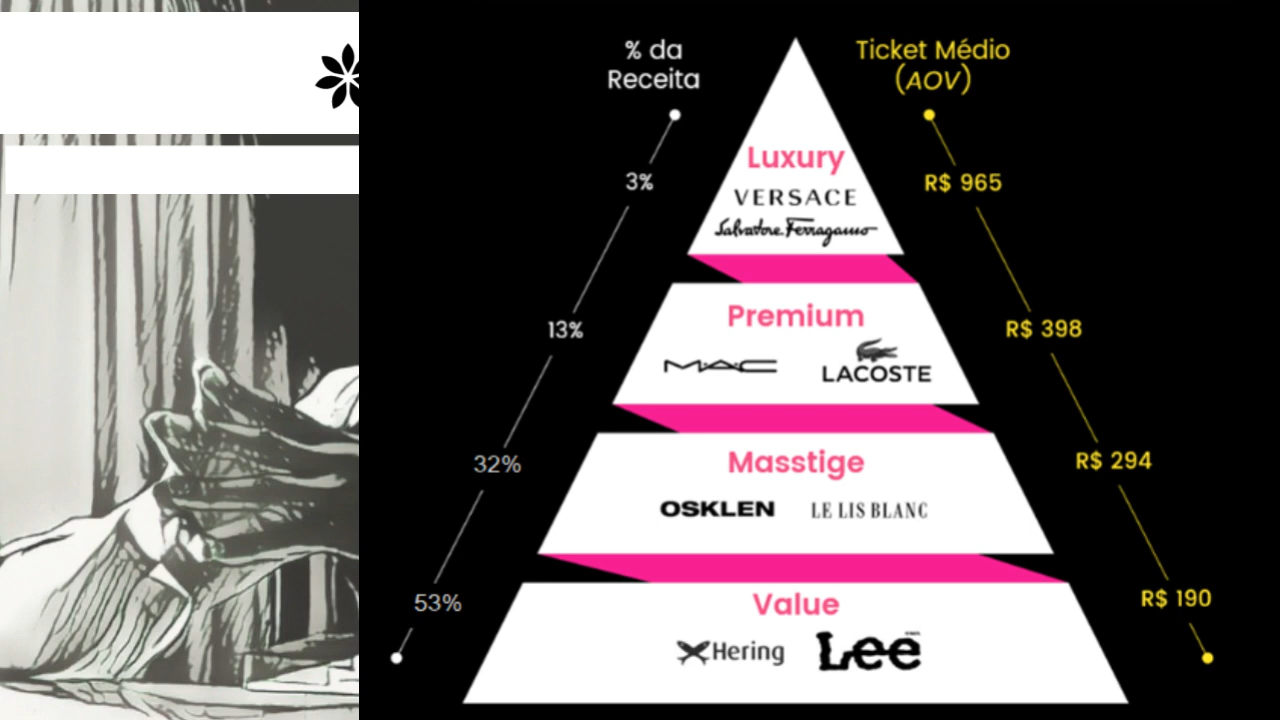 % da
Receita
Ticket Médio
(AOV)
Luxury
3%
R$ 965
VERSACE
Salvatore Ferragamo
Premium
13%
R$ 398
MAC
LACOSTE
Masstige
32%
R$ 294
OSKLEN
LE LIS BLANC
Value
53%
R$ 190
Hering
Lee